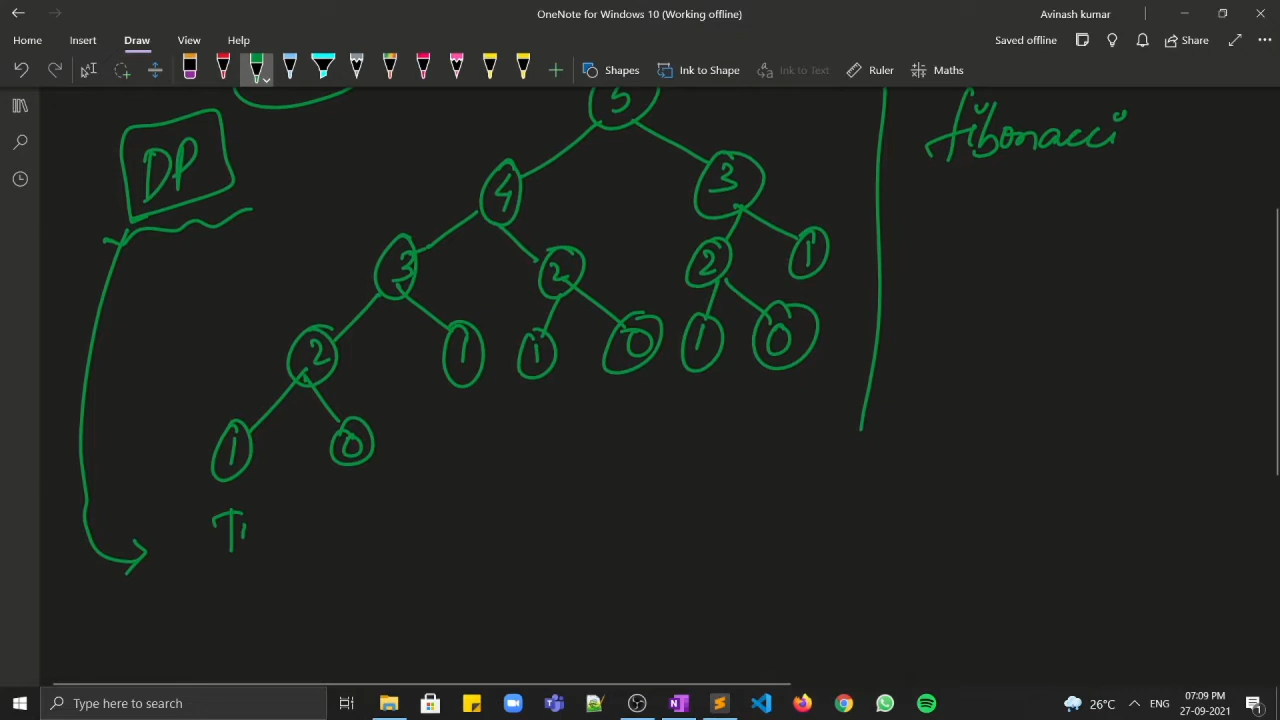 OneNote for Windows 10 (Working offline)
Avinash kumar
Home Insert Draw View Help
Saved offline
Share
Shapes
Ink to Shape
Ink to Text
Ruler
Maths
5
fibonacci
DP
4 3
3 2 2 1
2 1 1 0 1 0
1 0
Type here to search
26°C
ENG
07:09 PM
27-09-2021
1